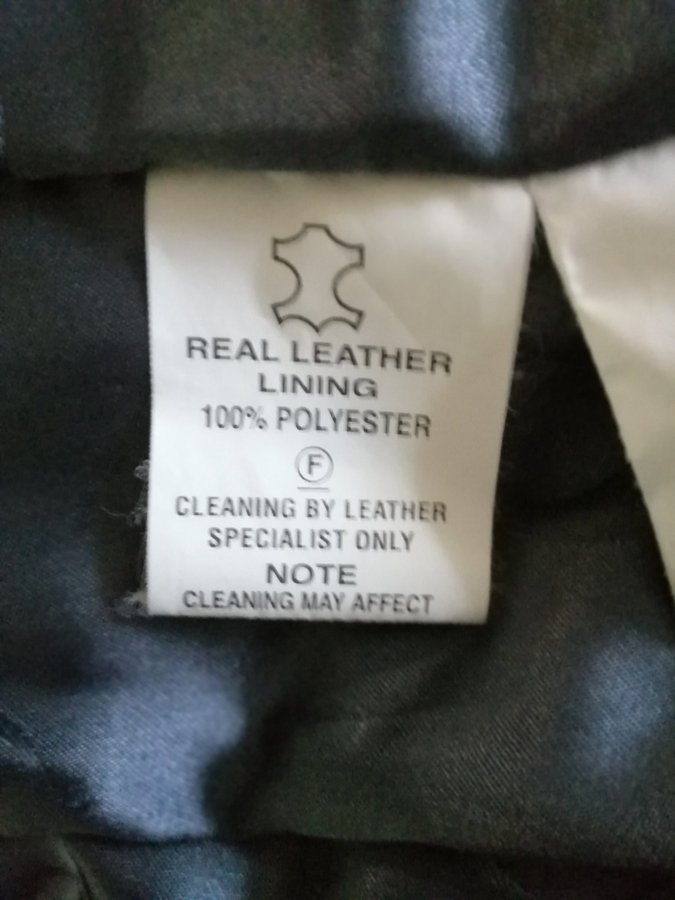 REAL LEATHER
LINING
100% POLYESTER
F
CLEANING BY LEATHER
SPECIALIST ONLY
NOTE
CLEANING MAY AFFECT